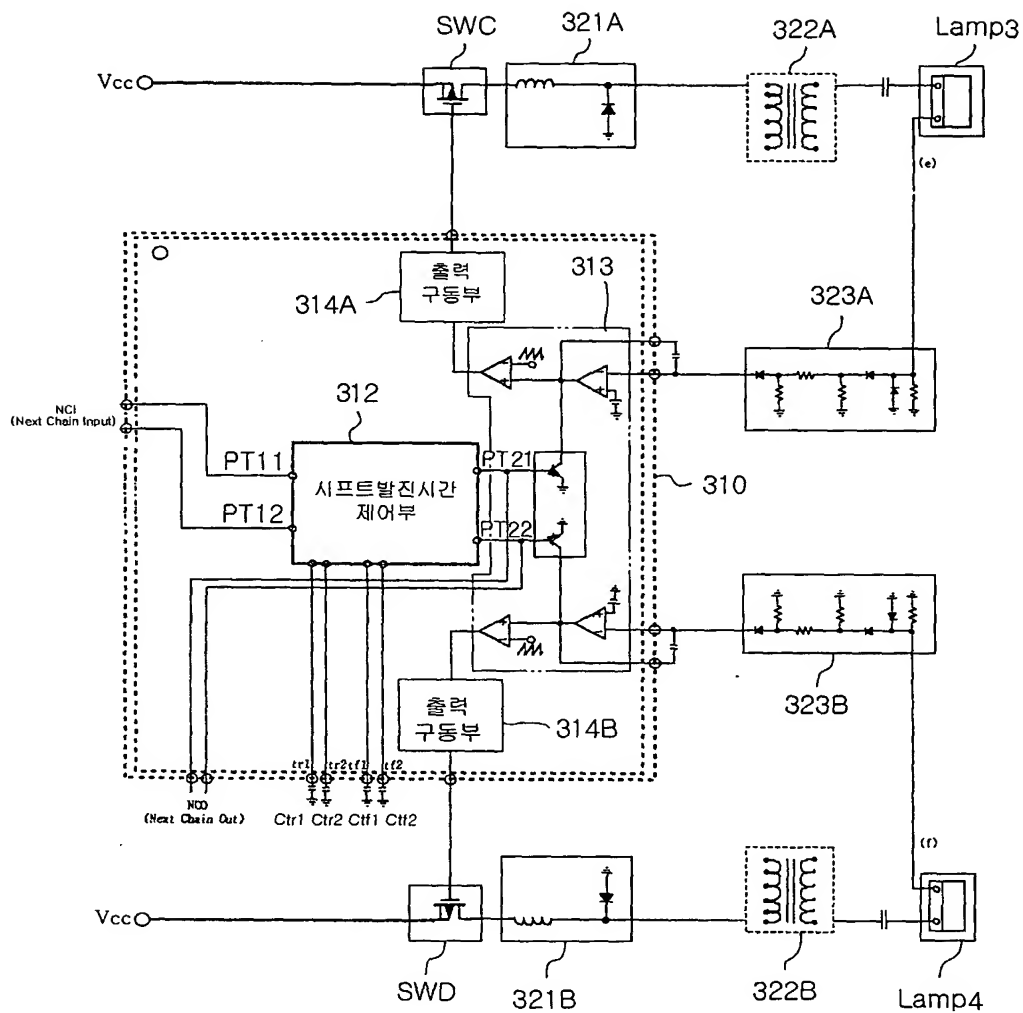 SWC
321A
322A
Lamp3
Vcc
(e)
출력
구동부
314A
313
323A
NCI
(Next Chain Input)
312
PT11
PT21
시프트발진시간
제어부
PT12
PT22
310
출력
구동부
314B
323B
tr1 tr2 tf1 tf2
NCO
(Next Chain Out)
Ctr1 Ctr2 Ctf1 Ctf2
(f)
Vcc
SWD
321B
322B
Lamp4